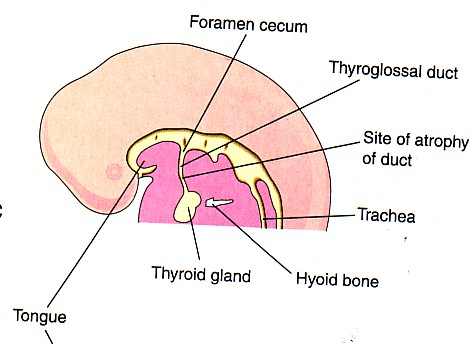 Foramen cecum
Thyroglossal duct
Site of atrophy
of duct
Trachea
Thyroid gland
Hyoid bone
Tongue